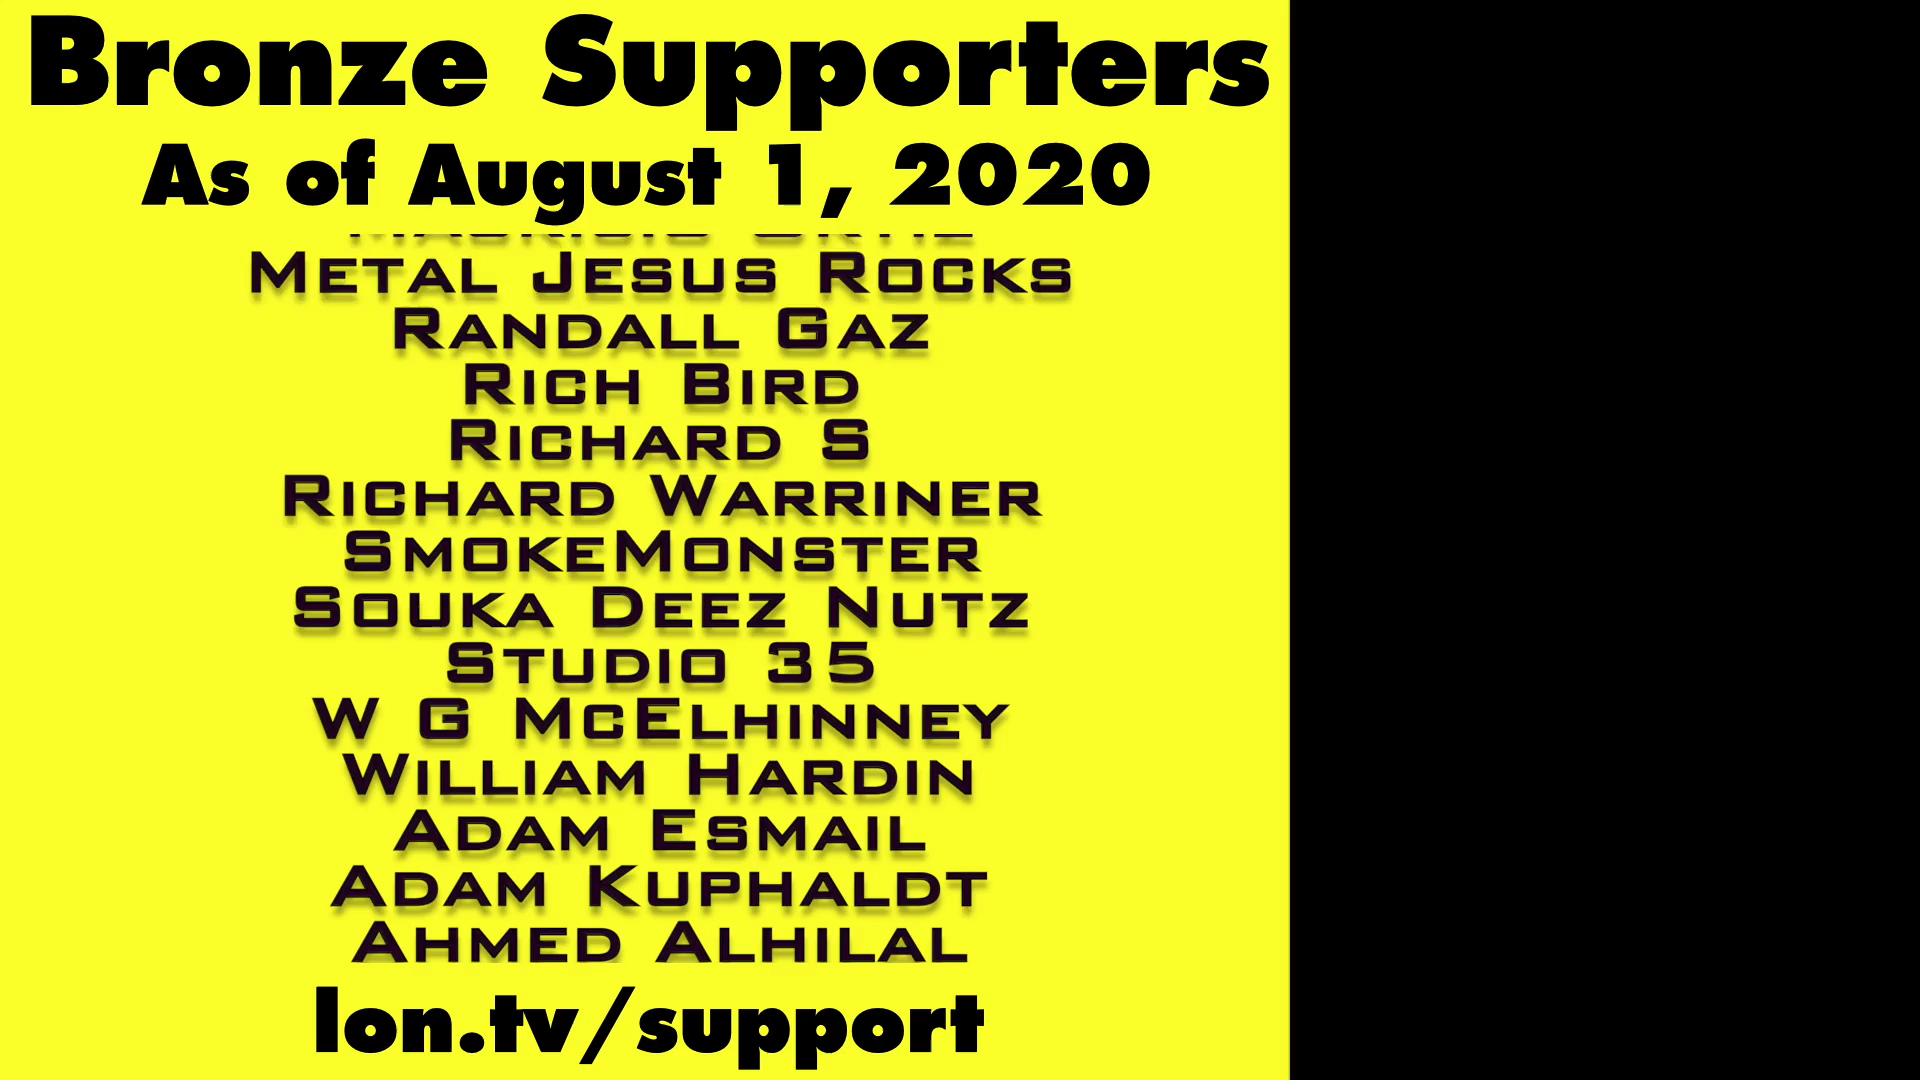 Bronze Supporters
As of August 1, 2020
Metal Jesus Rocks
Randall Gaz
Rich Bird
Richard S
Richard Warriner
SmokeMonster
Souka Deez Nutz
Studio 35
W G McElhinney
William Hardin
Adam Esmail
Adam Kuphaldt
Ahmed Alhilal
lon.tv/support